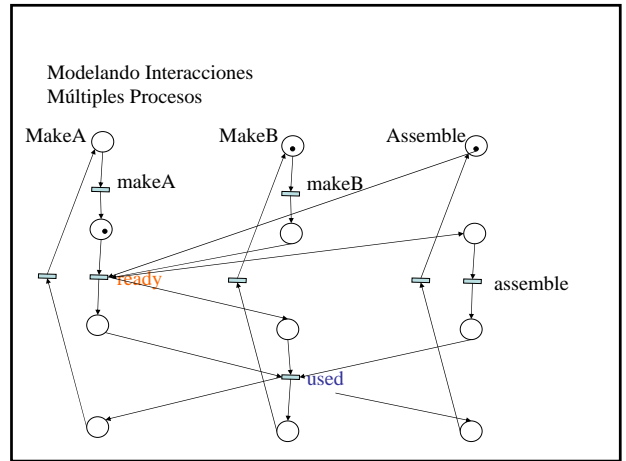 Modelando Interacciones
Múltiples Procesos
MakeA MakeB Assemble
makeA makeB
ready assemble
used